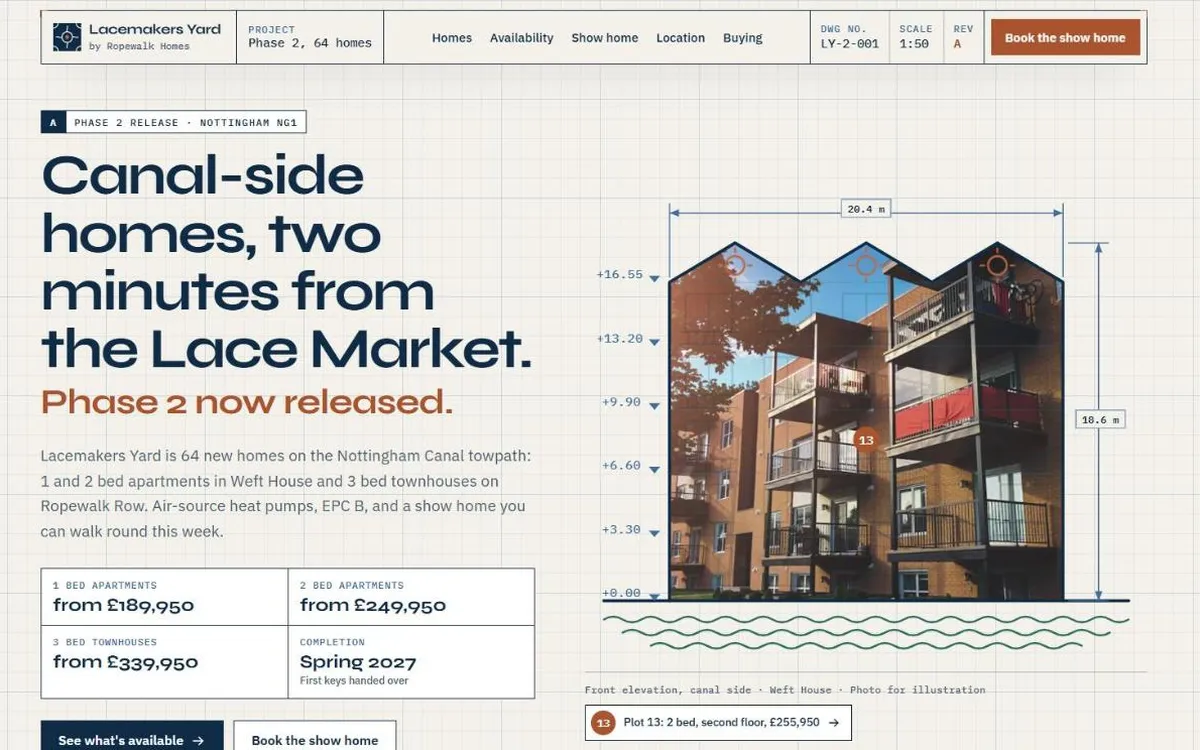 Lacemakers Yard
by Ropewalk Homes
PROJECT
Phase 2, 64 homes
Homes
Availability
Show home
Location
Buying
DWG NO.
LY-2-001
SCALE
1:50
REV
A
Book the show home
A
PHASE 2 RELEASE · NOTTINGHAM NG1
Canal-side
homes, two
minutes from
the Lace Market.
Phase 2 now released.
Lacemakers Yard is 64 new homes on the Nottingham Canal towpath:
1 and 2 bed apartments in Weft House and 3 bed townhouses on
Ropewalk Row. Air-source heat pumps, EPC B, and a show home you
can walk round this week.
1 BED APARTMENTS
from £189,950
2 BED APARTMENTS
from £249,950
3 BED TOWNHOUSES
from £339,950
COMPLETION
Spring 2027
First keys handed over
See what's available →
Book the show home
20.4 m
+16.55
+13.20
+9.90
+6.60
+3.30
+0.00
13
18.6 m
Front elevation, canal side · Weft House · Photo for illustration
13
Plot 13: 2 bed, second floor, £255,950 →